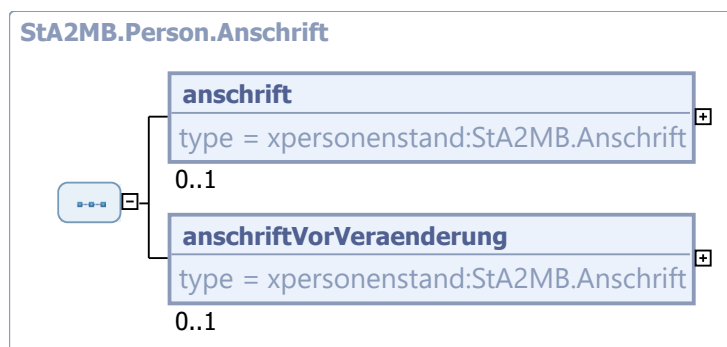 StA2MB.Person.Anschrift
anschrift
type = xpersonenstand:StA2MB.Anschrift
0..1
anschriftVorVeraenderung
type = xpersonenstand:StA2MB.Anschrift
0..1